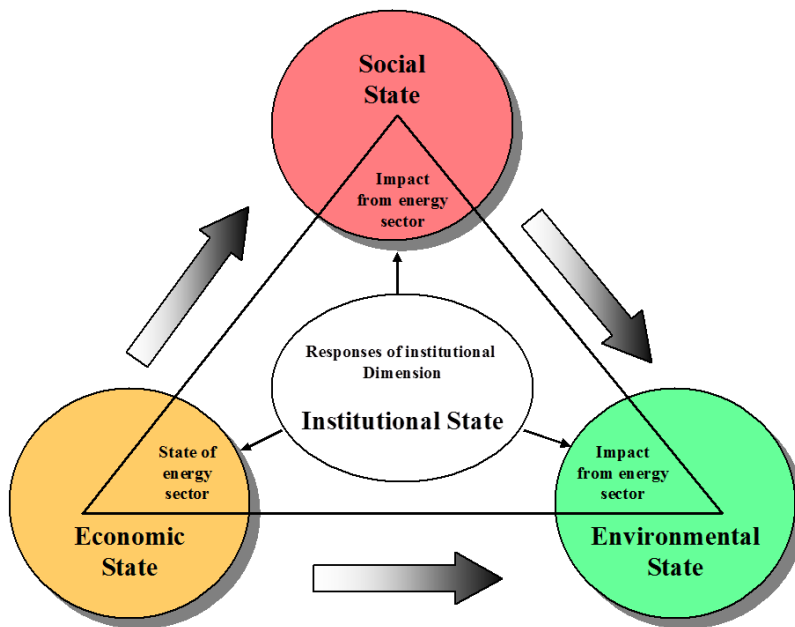 Social
State
Impact
from energy
sector
Responses of institutional
Dimension
Institutional State
State of
energy
sector
Economic
State
Impact
from energy
sector
Environmental
State